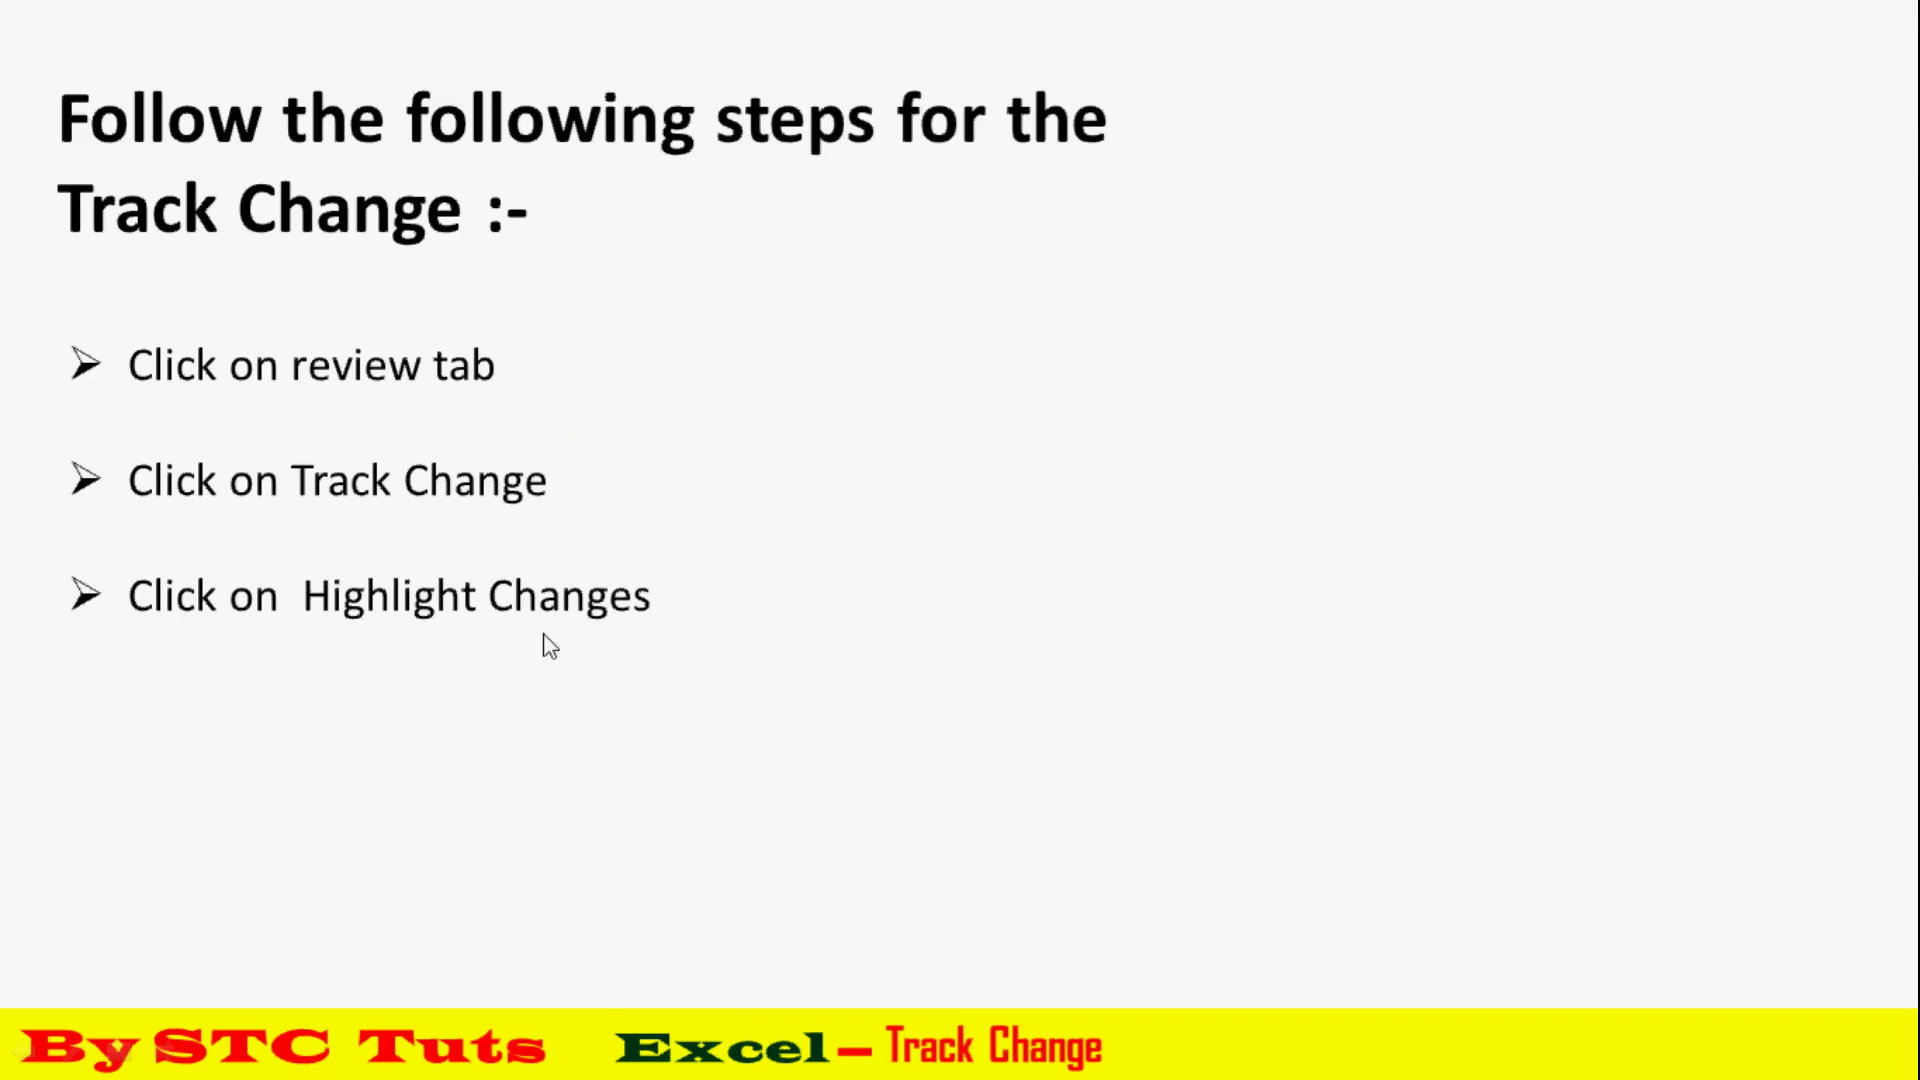 Follow the following steps for the
Track Change :-
➢ Click on review tab
➢ Click on Track Change
➢ Click on  Highlight Changes
By STC Tuts Excel – Track Change